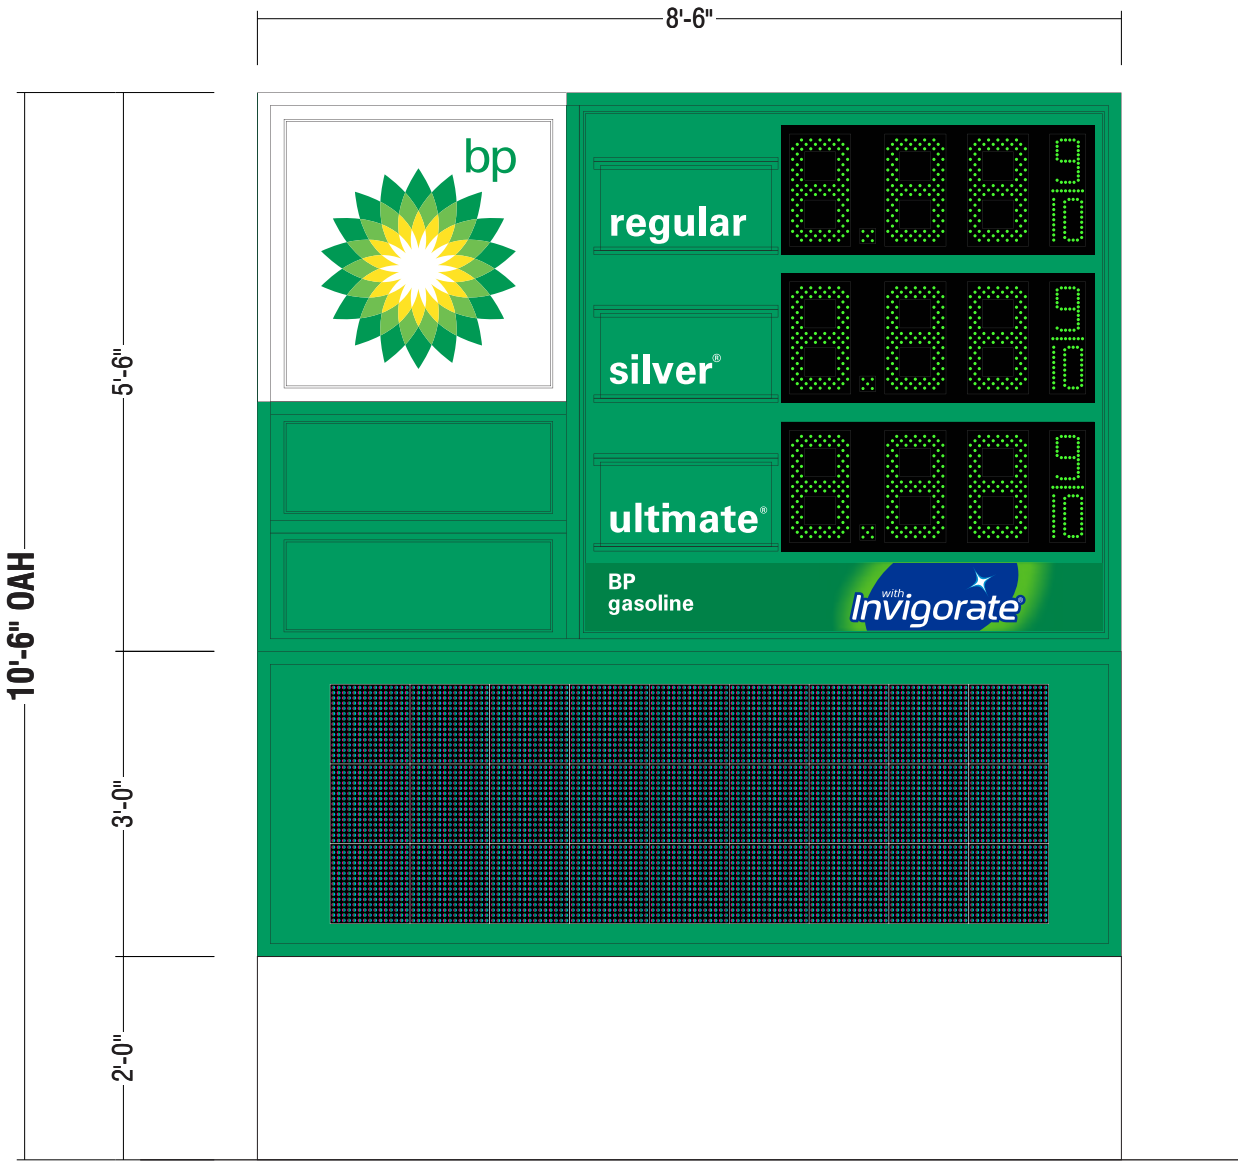 8'-6"
10'-6" OAH
5'-6"
3'-0"
2'-0"
bp
regular
8.88 9/10
silver®
8.88 9/10
ultimate®
8.88 9/10
BP
gasoline
with
Invigorate®